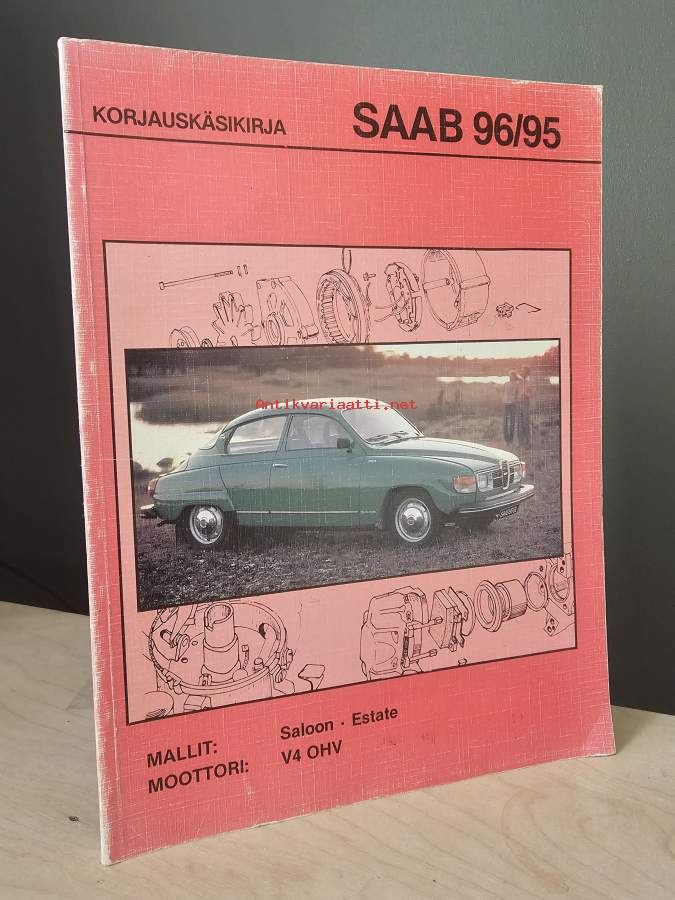 KORJAUSKÄSIKIRJA SAAB 96/95
Antikvariaatti.net
MALLIT: Saloon · Estate
MOOTTORI: V4 OHV